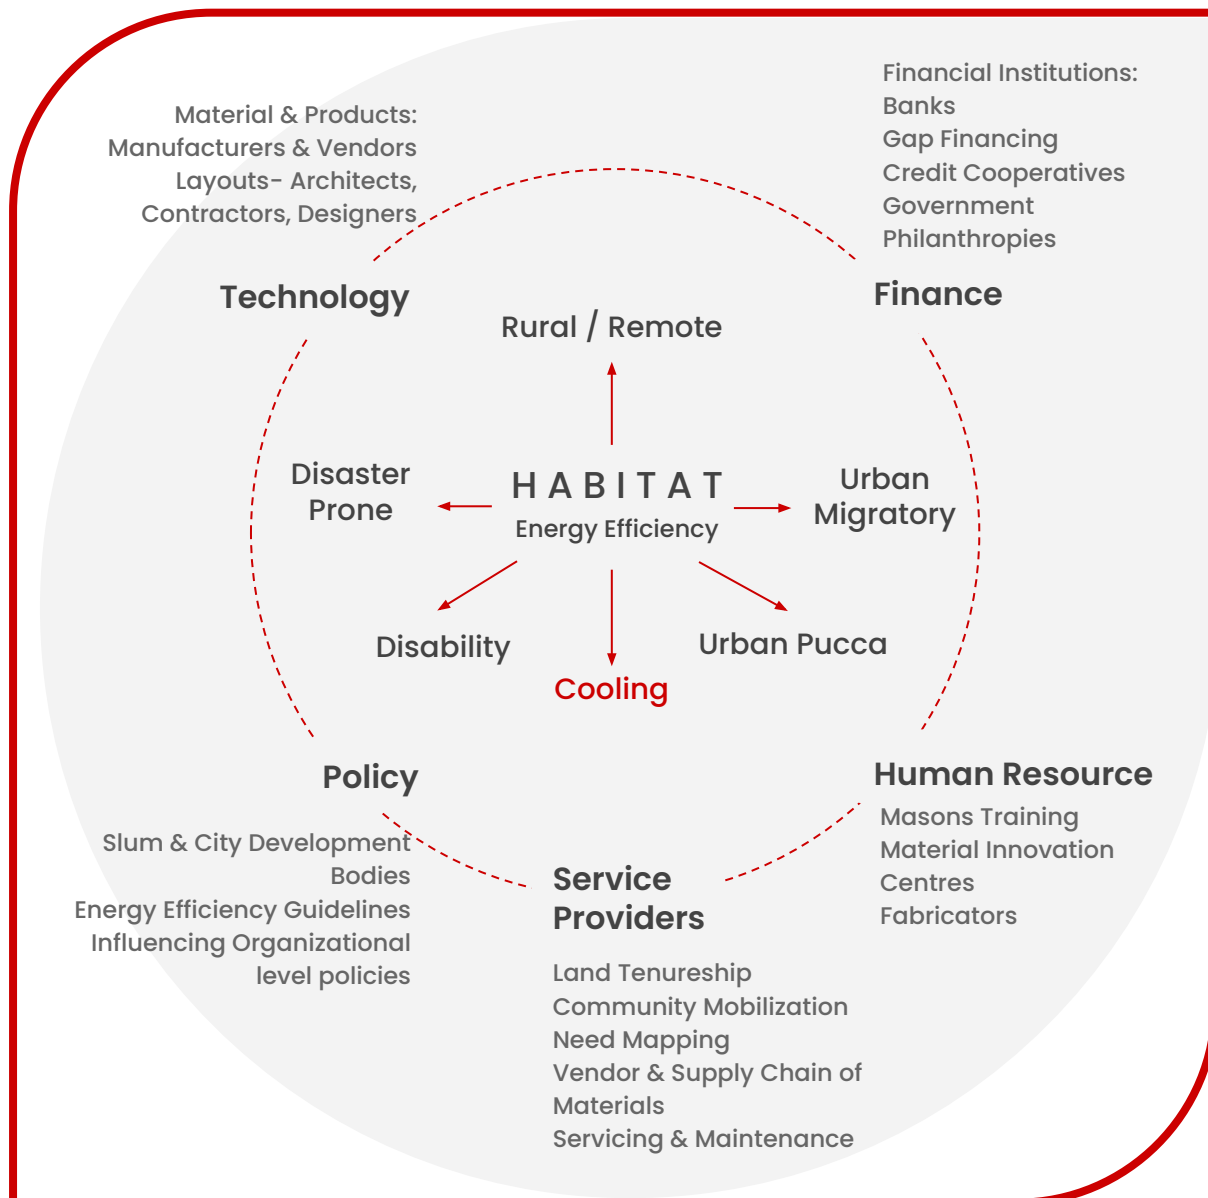 Material & Products:
Manufacturers & Vendors
Layouts- Architects,
Contractors, Designers
Technology
Financial Institutions:
Banks
Gap Financing
Credit Cooperatives
Government
Philanthropies
Finance
Rural / Remote
Disaster
Prone
HABITAT
Energy Efficiency
Urban
Migratory
Disability
Cooling
Urban Pucca
Policy
Slum & City Development
Bodies
Energy Efficiency Guidelines
Influencing Organizational
level policies
Service
Providers
Land Tenureship
Community Mobilization
Need Mapping
Vendor & Supply Chain of
Materials
Servicing & Maintenance
Human Resource
Masons Training
Material Innovation
Centres
Fabricators